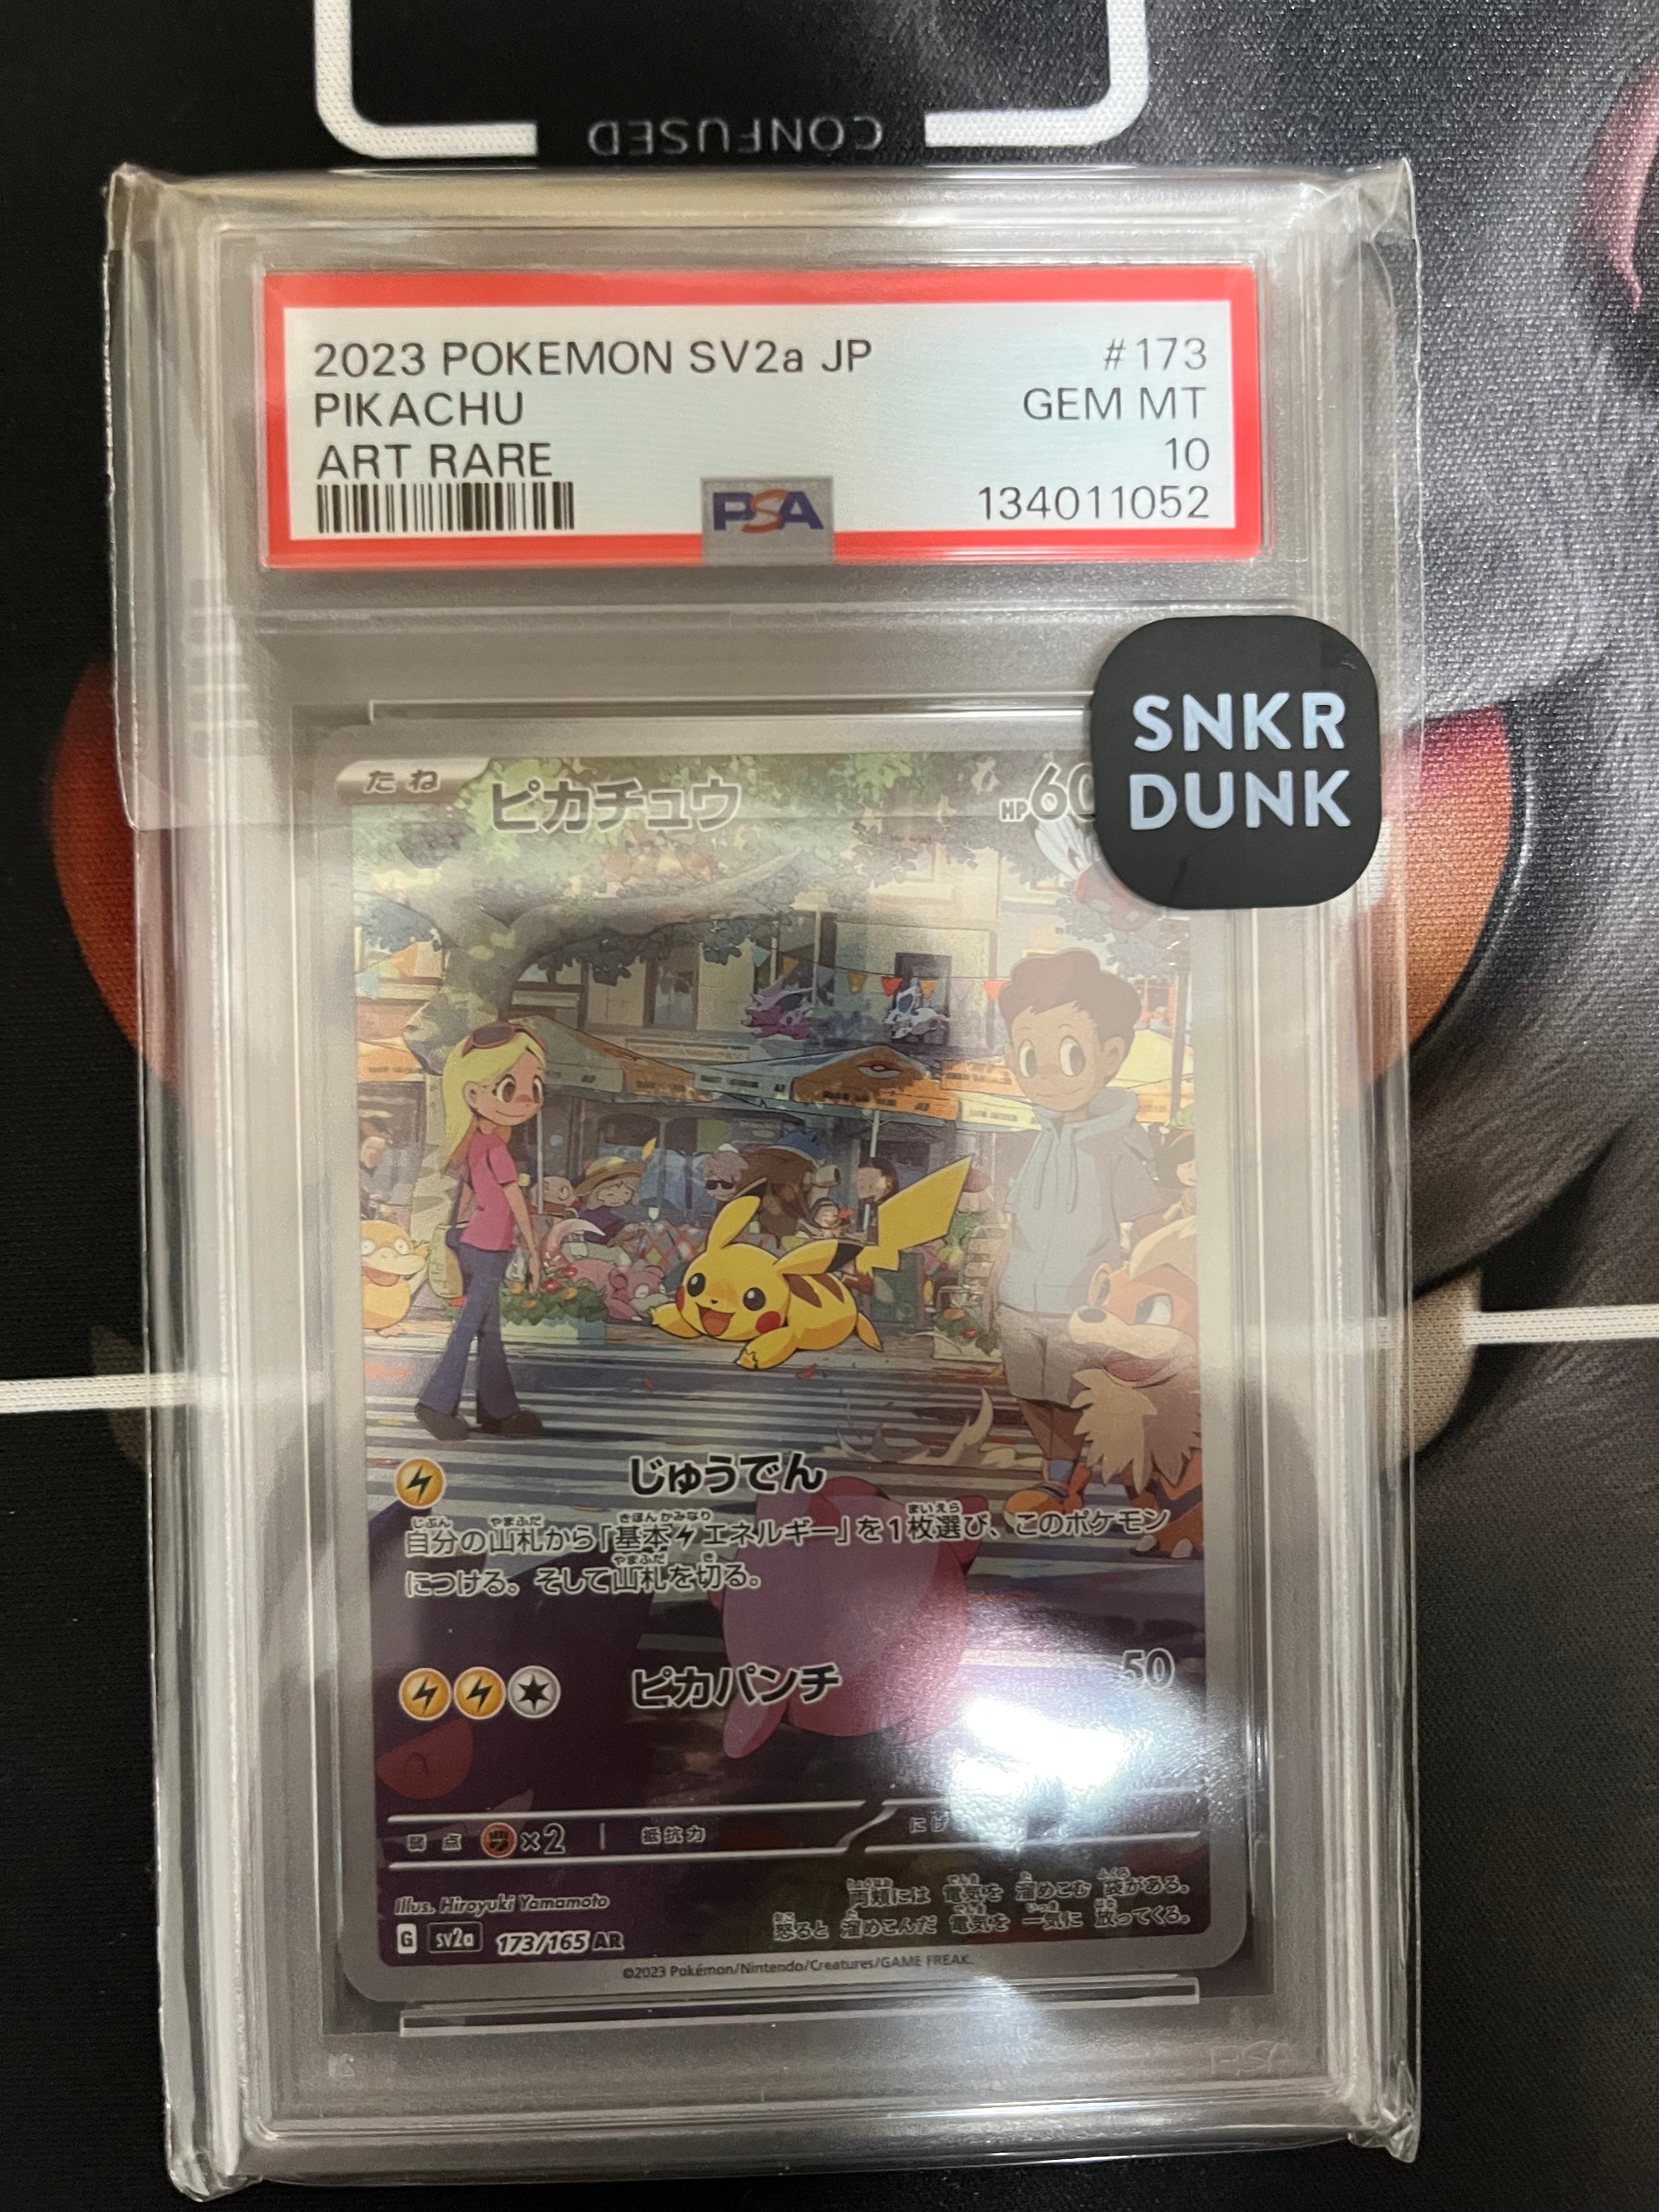 CONFUSED
2023 POKEMON SV2a JP #173
PIKACHU GEM MT
ART RARE 10
PSA 134011052
SNKR
DUNK
たね ピカチュウ HP60
じゅうでん
自分の山札から「基本エネルギー」を1枚選び、このポケモン
につける。そして山札を切る。
ピカパンチ 50
弱点 ×2 抵抗力 にげ
Illus. Hiroyuki Yamamoto
両頬には 電気を 溜めこむ 袋がある。
怒ると 溜めこんだ 電気を 一気に 放ってくる。
G sv2a 173/165 AR
©2023 Pokémon/Nintendo/Creatures/GAME FREAK.